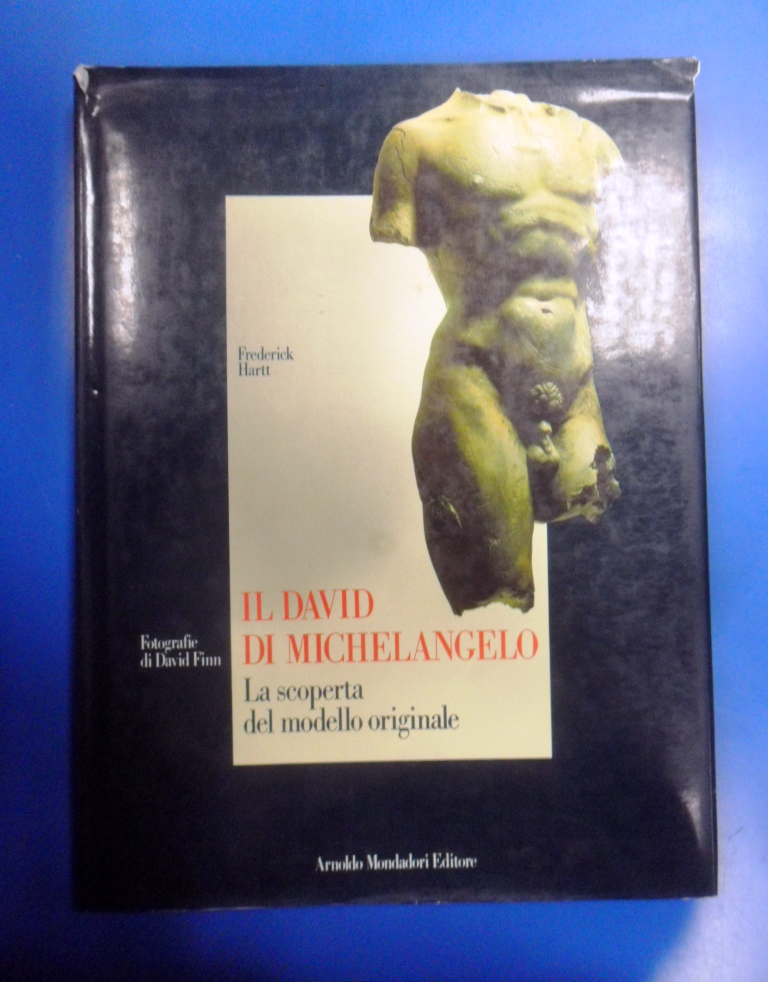 Frederick
Hartt
IL DAVID
DI MICHELANGELO
Fotografie
di David Finn
La scoperta
del modello originale
Arnoldo Mondadori Editore